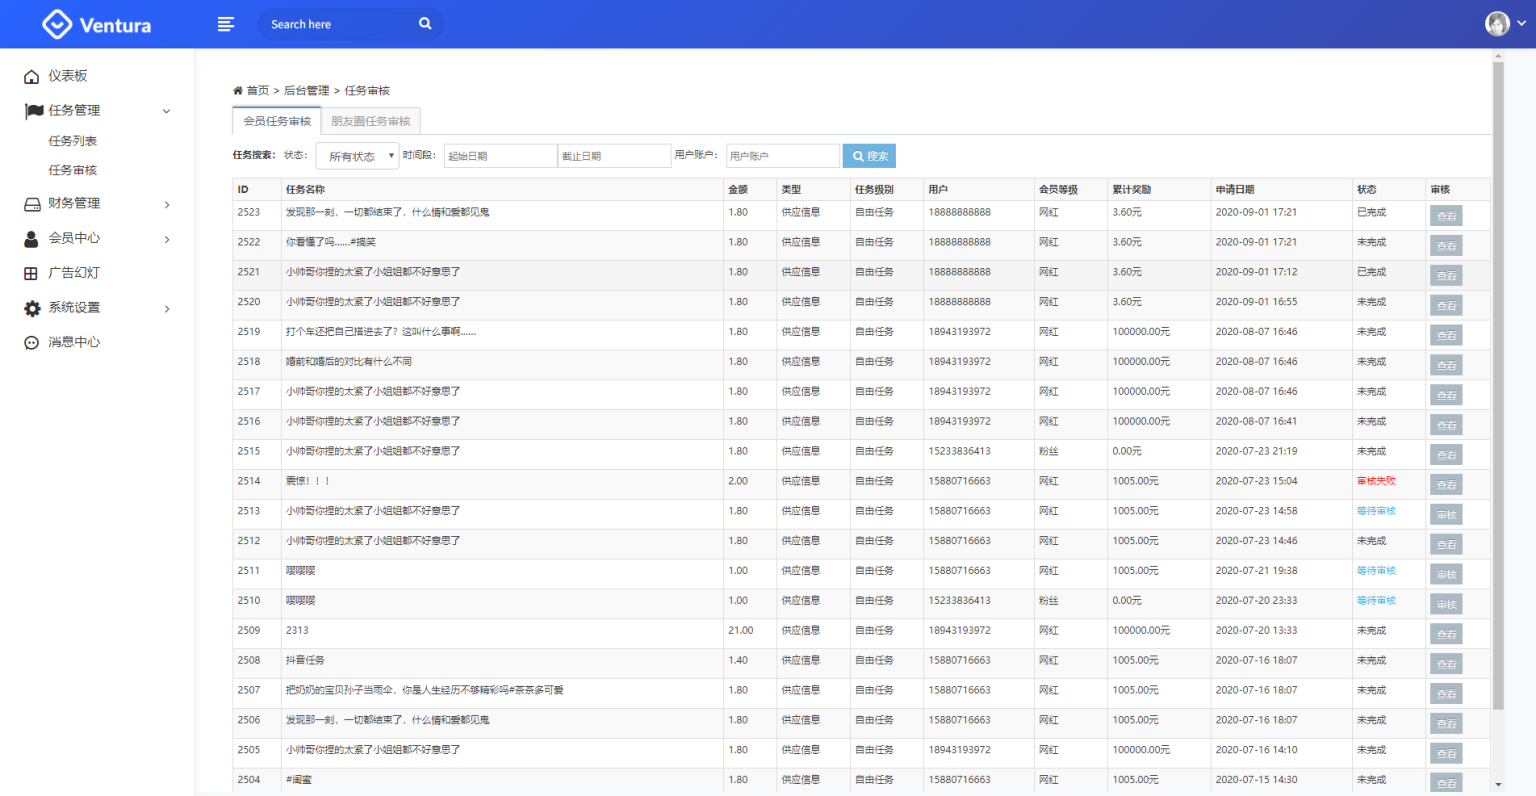 Ventura
Search here
仪表板
任务管理
任务列表
任务审核
财务管理
会员中心
广告幻灯
系统设置
消息中心
首页 > 后台管理 > 任务审核
会员任务审核 朋友圈任务审核
任务搜索: 状态: 所有状态 时间段: 起始日期 截止日期 用户账户: 用户账户 搜索
ID 任务名称 金额 类型 任务级别 用户 会员等级 累计奖励 申请日期 状态 审核
2523 发现那一刻，一切都结束了，什么情和爱都见鬼 1.80 供应信息 自由任务 18888888888 网红 3.60元 2020-09-01 17:21 已完成 查看
2522 你看懂了吗......#搞笑 1.80 供应信息 自由任务 18888888888 网红 3.60元 2020-09-01 17:21 未完成 查看
2521 小帅哥你捏的太紧了小姐姐都不好意思了 1.80 供应信息 自由任务 18888888888 网红 3.60元 2020-09-01 17:12 已完成 查看
2520 小帅哥你捏的太紧了小姐姐都不好意思了 1.80 供应信息 自由任务 18888888888 网红 3.60元 2020-09-01 16:55 未完成 查看
2519 打个车还把自己搭进去了？这叫什么事啊...... 1.80 供应信息 自由任务 18943193972 网红 100000.00元 2020-08-07 16:46 未完成 查看
2518 婚前和婚后的对比有什么不同 1.80 供应信息 自由任务 18943193972 网红 100000.00元 2020-08-07 16:46 未完成 查看
2517 小帅哥你捏的太紧了小姐姐都不好意思了 1.80 供应信息 自由任务 18943193972 网红 100000.00元 2020-08-07 16:46 未完成 查看
2516 小帅哥你捏的太紧了小姐姐都不好意思了 1.80 供应信息 自由任务 18943193972 网红 100000.00元 2020-08-07 16:41 未完成 查看
2515 小帅哥你捏的太紧了小姐姐都不好意思了 1.80 供应信息 自由任务 15233836413 粉丝 0.00元 2020-07-23 21:19 未完成 查看
2514 震惊！！！ 2.00 供应信息 自由任务 15880716663 网红 1005.00元 2020-07-23 15:04 审核失败 查看
2513 小帅哥你捏的太紧了小姐姐都不好意思了 1.80 供应信息 自由任务 15880716663 网红 1005.00元 2020-07-23 14:58 等待审核 审核
2512 小帅哥你捏的太紧了小姐姐都不好意思了 1.80 供应信息 自由任务 15880716663 网红 1005.00元 2020-07-23 14:46 未完成 查看
2511 嘤嘤嘤 1.00 供应信息 自由任务 15880716663 网红 1005.00元 2020-07-21 19:38 等待审核 审核
2510 嘤嘤嘤 1.00 供应信息 自由任务 15233836413 粉丝 0.00元 2020-07-20 23:33 等待审核 审核
2509 2313 21.00 供应信息 自由任务 18943193972 网红 100000.00元 2020-07-20 13:33 未完成 查看
2508 抖音任务 1.40 供应信息 自由任务 15880716663 网红 1005.00元 2020-07-16 18:07 未完成 查看
2507 把奶奶的宝贝孙子当雨伞，你是人生经历不够精彩吗#茶茶多可爱 1.80 供应信息 自由任务 15880716663 网红 1005.00元 2020-07-16 18:07 未完成 查看
2506 发现那一刻，一切都结束了，什么情和爱都见鬼 1.80 供应信息 自由任务 15880716663 网红 1005.00元 2020-07-16 18:07 未完成 查看
2505 小帅哥你捏的太紧了小姐姐都不好意思了 1.80 供应信息 自由任务 18943193972 网红 100000.00元 2020-07-16 14:10 未完成 查看
2504 #闺蜜 1.80 供应信息 自由任务 15880716663 网红 1005.00元 2020-07-15 14:30 未完成 查看